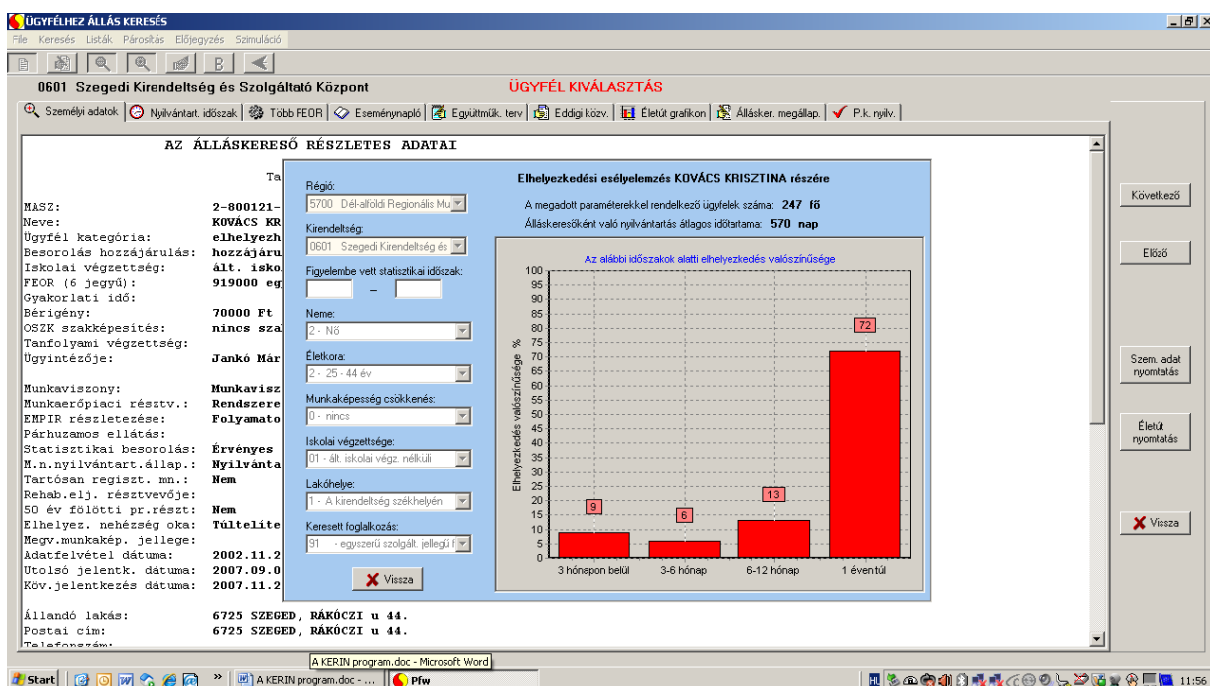 ÜGYFÉLHEZ ÁLLÁS KERESÉS
File Keresés Listák Párosítás Előjegyzés Szimuláció
B
0601 Szegedi Kirendeltség és Szolgáltató Központ ÜGYFÉL KIVÁLASZTÁS
Személyi adatok Nyilvántart. időszak Több FEOR Eseménynapló Együttmük. terv Eddigi közv. Életút grafikon Álláskер. megállap. P.k. nyilv.
AZ ÁLLÁSKERESŐ RÉSZLETES ADATAI
Ta
MASZ: 2-800121-
Neve: KOVÁCS KR
Ügyfél kategória: elhelyezh
Besorolás hozzájárulás: hozzájáru
Iskolai végzettség: ált. isko
FEOR (6 jegyű): 919000 eg
Gyakorlati idő:
Bérigény: 70000 Ft
OSZK szakképesítés: nincs sza
Tanfolyami végzettség:
Ügyintézője: Jankó Már
Munkaviszony: Munkavisz
Munkaerőpiaci résztv.: Rendszere
EMPIR részletezése: Folyamato
Párhuzamos ellátás:
Statisztikai besorolás: Érvényes
M.n.nyilvántart.állap.: Nyilvánta
Tartósan regiszt. mn.: Nem
Rehab.elj. résztvevője:
50 év fölötti pr.részt: Nem
Elhelyez. nehézség oka: Túltelíte
Megv.munkakép. jellege:
Adatfelvétel dátuma: 2002.11.2
Utolsó jelentk. dátuma: 2007.09.0
Köv.jelentkezés dátuma: 2007.11.2
Állandó lakás: 6725 SZEGED, RÁKÓCZI u 44.
Postai cím: 6725 SZEGED, RÁKÓCZI u 44.
Telefonszám:
Régió:
5700 Dél-alföldi Regionális Mu
Kirendeltség:
0601 Szegedi Kirendeltség és
Figyelembe vett statisztikai időszak:
–
Neme:
2 - Nő
Életkora:
2 - 25 - 44 év
Munkaképesség csökkenés:
0 - nincs
Iskolai végzettsége:
01 - ált. iskolai végz. nélküli
Lakóhelye:
1 - A kirendeltség székhelyén
Keresett foglalkozás:
91 - egyszerű szolgált. jellegű f
Vissza
Elhelyezkedési esélyelemzés KOVÁCS KRISZTINA részére
A megadott paraméterekkel rendelkező ügyfelek száma: 247 fő
Álláskeresőként való nyilvántartás átlagos időtartama: 570 nap
Az alábbi időszakok alatti elhelyezkedés valószínűsége
Elhelyezkedés valószínűsége %
100
95
90
85
80
75
70
65
60
55
50
45
40
35
30
25
20
15
10
5
0
9
6
13
72
3 hónapon belül 3-6 hónap 6-12 hónap 1 éven túl
Következő
Előző
Szem. adat
nyomtatás
Életút
nyomtatás
Vissza
A KERIN program.doc - Microsoft Word
Start » A KERIN program.doc - ... Pfw HU 11:56